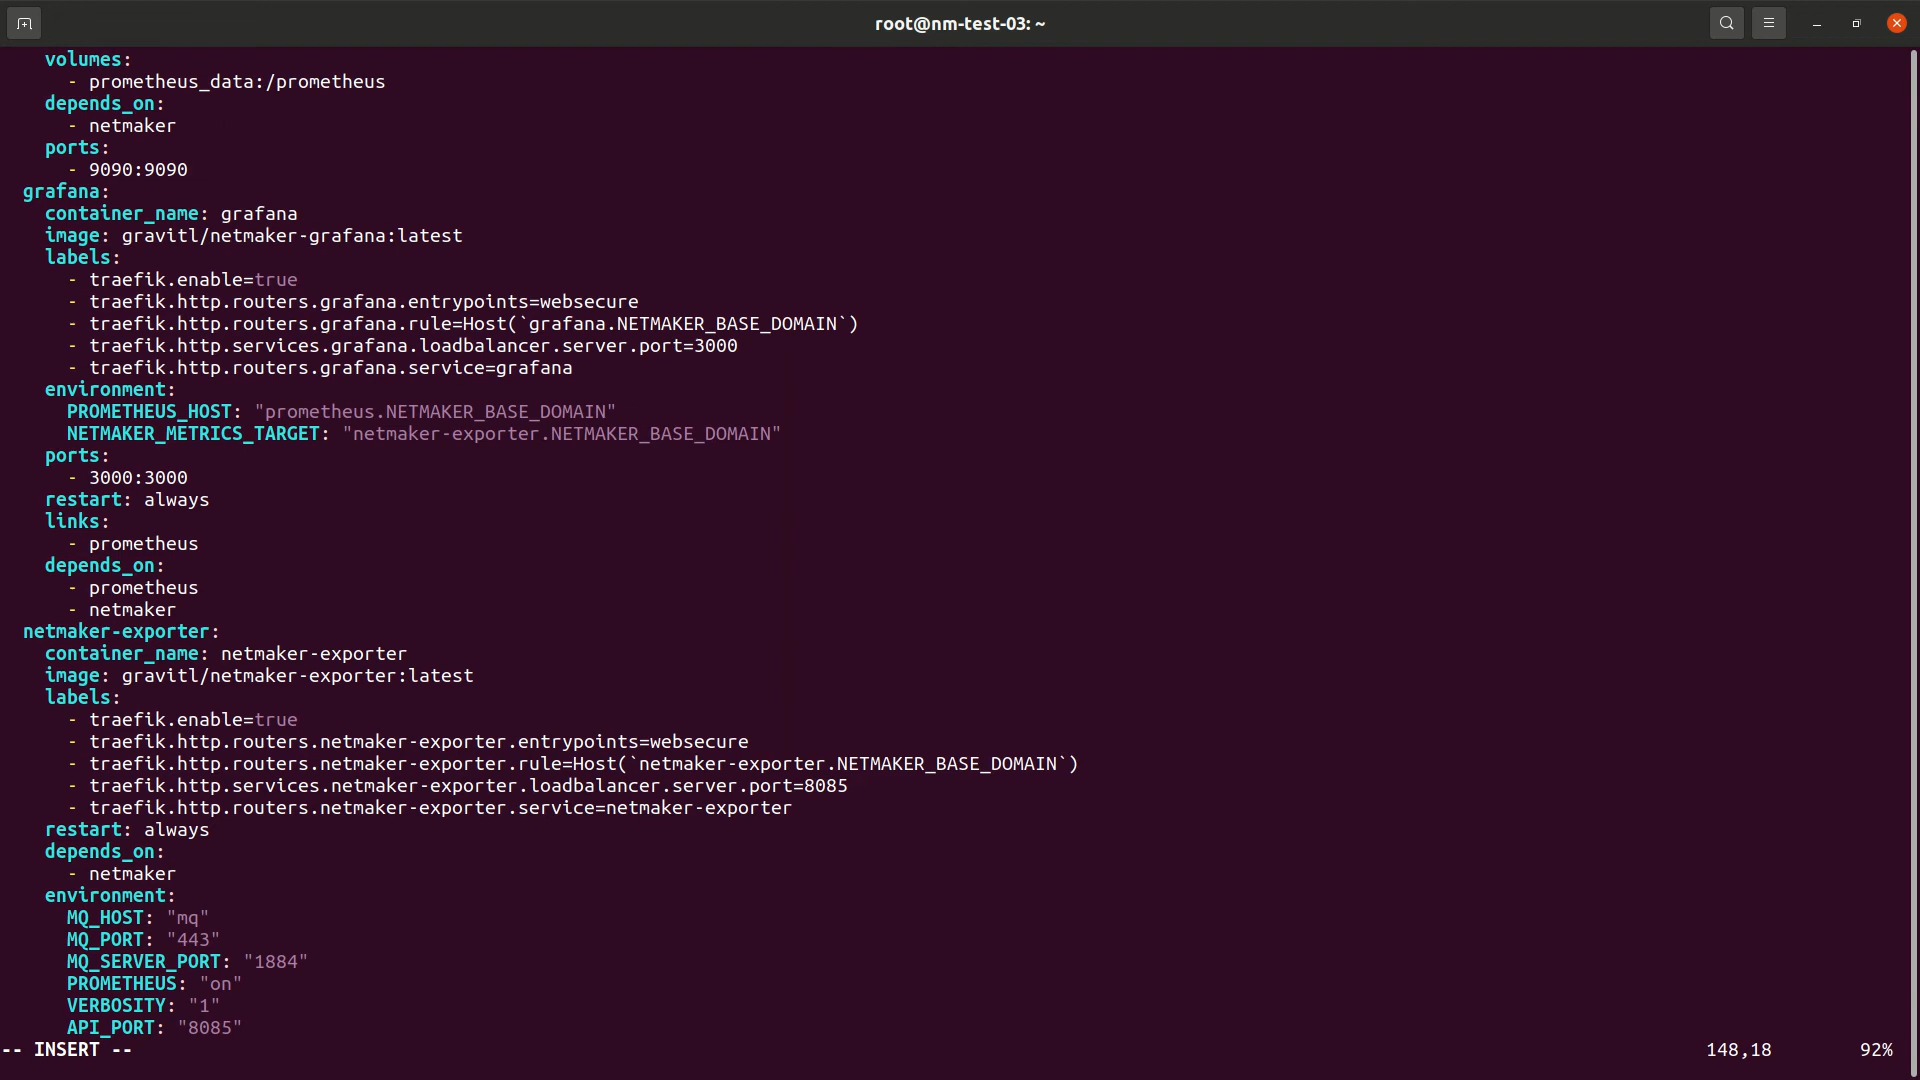 root@nm-test-03: ~
volumes:
- prometheus_data:/prometheus
depends_on:
- netmaker
ports:
- 9090:9090
grafana:
container_name: grafana
image: gravitl/netmaker-grafana:latest
labels:
- traefik.enable=true
- traefik.http.routers.grafana.entrypoints=websecure
- traefik.http.routers.grafana.rule=Host(`grafana.NETMAKER_BASE_DOMAIN`)
- traefik.http.services.grafana.loadbalancer.server.port=3000
- traefik.http.routers.grafana.service=grafana
environment:
PROMETHEUS_HOST: "prometheus.NETMAKER_BASE_DOMAIN"
NETMAKER_METRICS_TARGET: "netmaker-exporter.NETMAKER_BASE_DOMAIN"
ports:
- 3000:3000
restart: always
links:
- prometheus
depends_on:
- prometheus
- netmaker
netmaker-exporter:
container_name: netmaker-exporter
image: gravitl/netmaker-exporter:latest
labels:
- traefik.enable=true
- traefik.http.routers.netmaker-exporter.entrypoints=websecure
- traefik.http.routers.netmaker-exporter.rule=Host(`netmaker-exporter.NETMAKER_BASE_DOMAIN`)
- traefik.http.services.netmaker-exporter.loadbalancer.server.port=8085
- traefik.http.routers.netmaker-exporter.service=netmaker-exporter
restart: always
depends_on:
- netmaker
environment:
MQ_HOST: "mq"
MQ_PORT: "443"
MQ_SERVER_PORT: "1884"
PROMETHEUS: "on"
VERBOSITY: "1"
API_PORT: "8085"
-- INSERT -- 148,18 92%